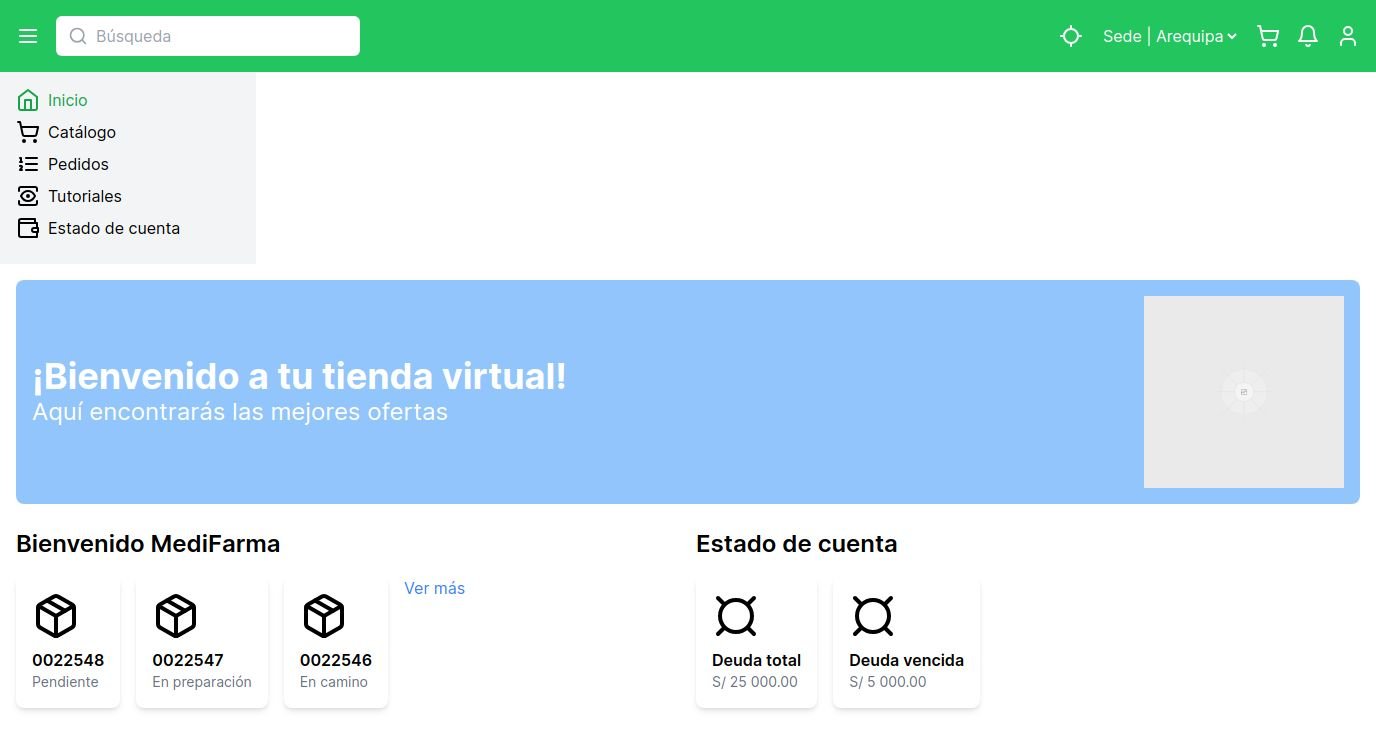 Búsqueda
Sede | Arequipa
Inicio
Catálogo
Pedidos
Tutoriales
Estado de cuenta
¡Bienvenido a tu tienda virtual!
Aquí encontrarás las mejores ofertas
Bienvenido MediFarma
0022548
Pendiente
0022547
En preparación
0022546
En camino
Ver más
Estado de cuenta
Deuda total
S/ 25 000.00
Deuda vencida
S/ 5 000.00